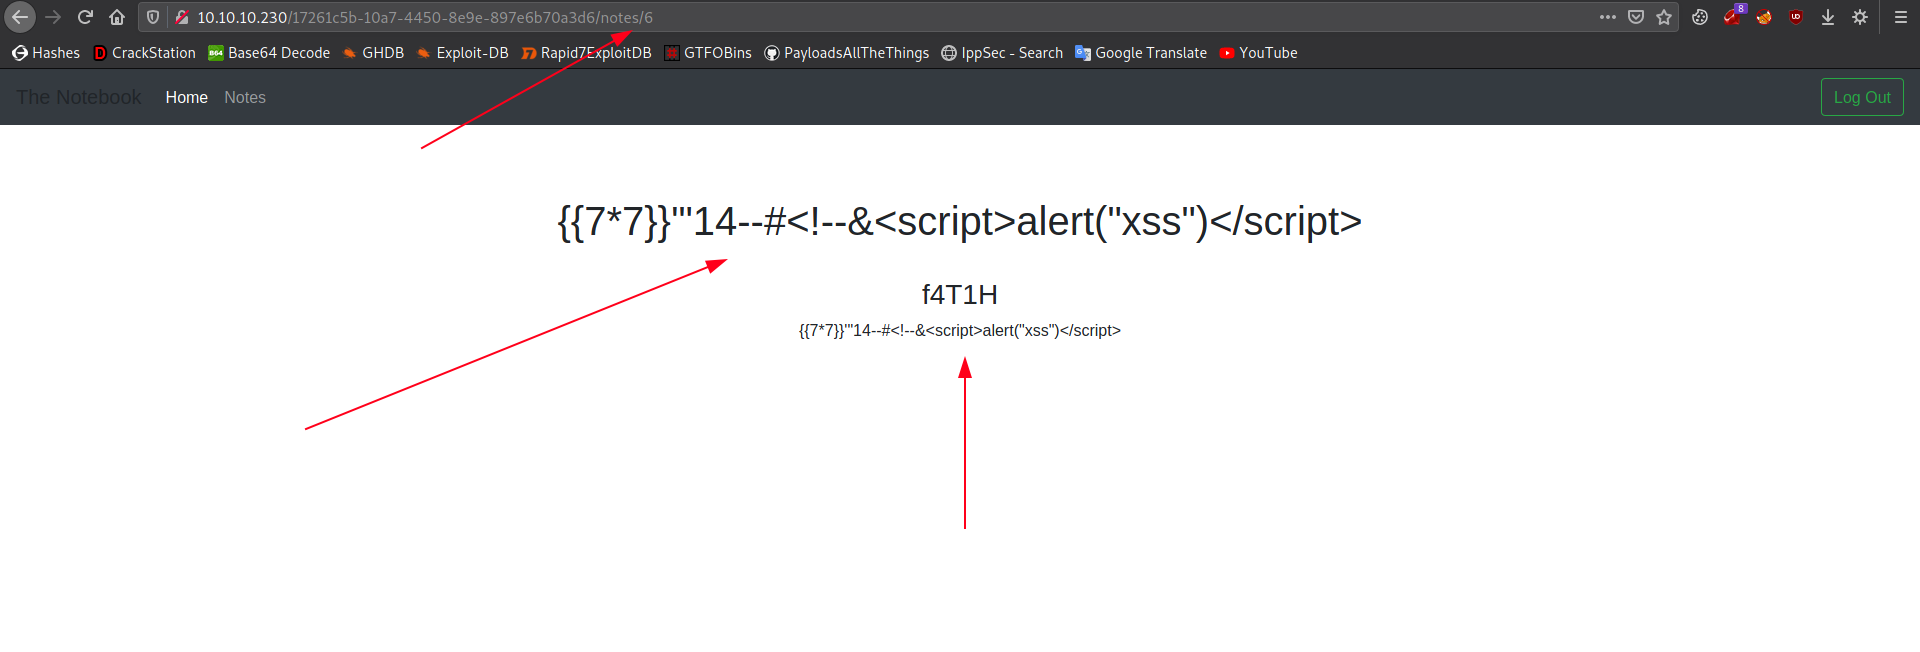 10.10.10.230/17261c5b-10a7-4450-8e9e-897e6b70a3d6/notes/6
8
Hashes CrackStation Base64 Decode GHDB Exploit-DB Rapid7ExploitDB GTFOBins PayloadsAllTheThings IppSec - Search Google Translate YouTube
The Notebook Home Notes Log Out
{{7*7}}'"14--#<!--&<script>alert("xss")</script>
f4T1H
{{7*7}}'"14--#<!--&<script>alert("xss")</script>